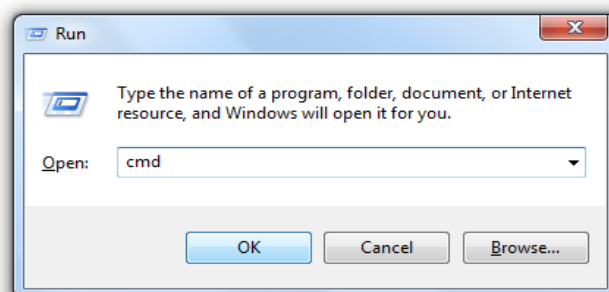 Run
Type the name of a program, folder, document, or Internet
resource, and Windows will open it for you.
Open:
cmd
OK
Cancel
Browse...